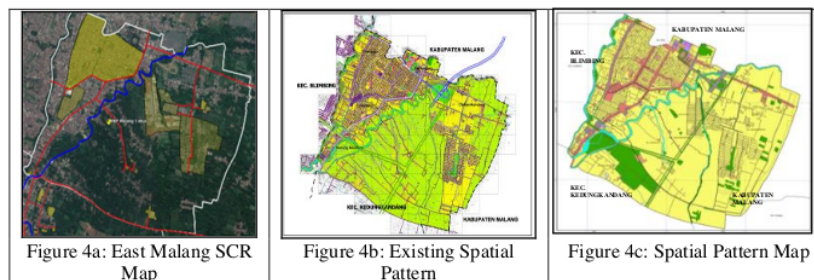 KABUPATEN MALANG
KEC. BLIMBING
KEC. KEDUNGKANDANG
KABUPATEN MALANG
KABUPATEN MALANG
KEC.
BLIMBING
KEC.
KEDUNGKANDANG
KABUPATEN
MALANG
Figure 4a: East Malang SCR
Map
Figure 4b: Existing Spatial
Pattern
Figure 4c: Spatial Pattern Map